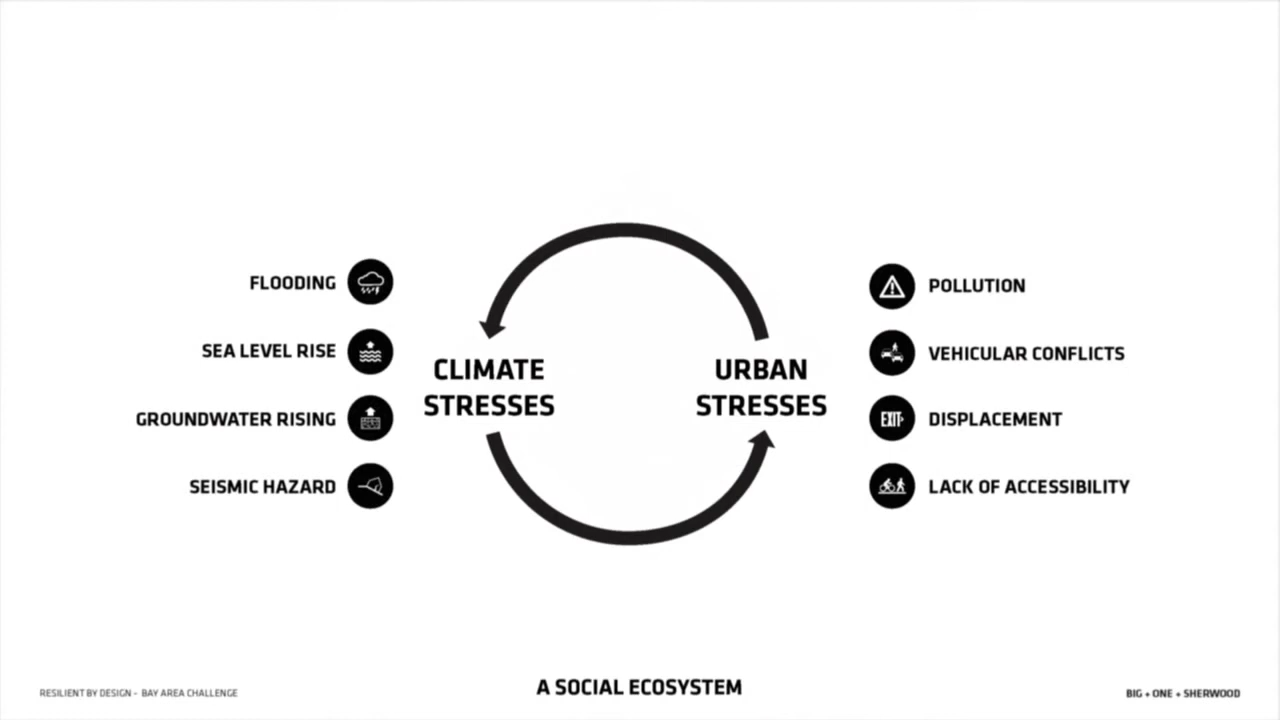 FLOODING
SEA LEVEL RISE
GROUNDWATER RISING
SEISMIC HAZARD
CLIMATE
STRESSES
URBAN
STRESSES
POLLUTION
VEHICULAR CONFLICTS
EXIT
DISPLACEMENT
LACK OF ACCESSIBILITY
RESILIENT BY DESIGN - BAY AREA CHALLENGE
A SOCIAL ECOSYSTEM
BIG + ONE + SHERWOOD